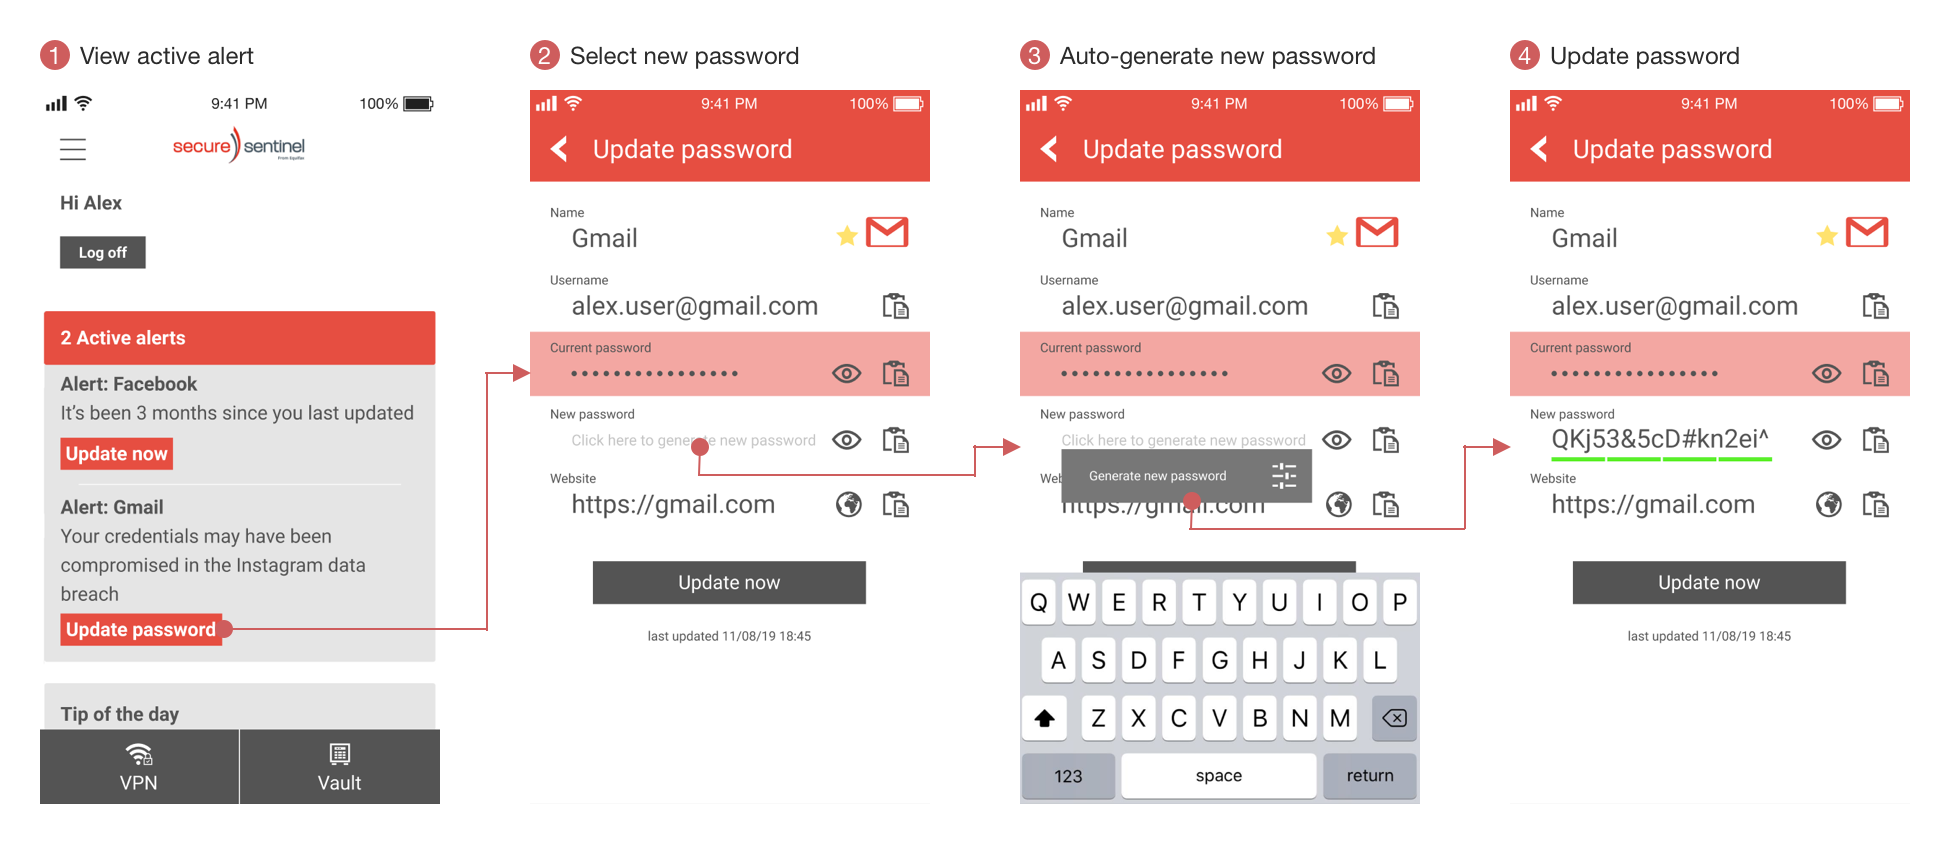 1 View active alert
9:41 PM 100%
secure sentinel
From Equifax
Hi Alex
Log off
2 Active alerts
Alert: Facebook
It's been 3 months since you last updated
Update now
Alert: Gmail
Your credentials may have been
compromised in the Instagram data
breach
Update password
Tip of the day
VPN Vault
2 Select new password
9:41 PM 100%
Update password
Name
Gmail
Username
alex.user@gmail.com
Current password
••••••••••••••••
New password
Click here to generate new password
Website
https://gmail.com
Update now
last updated 11/08/19 18:45
3 Auto-generate new password
9:41 PM 100%
Update password
Name
Gmail
Username
alex.user@gmail.com
Current password
••••••••••••••••
New password
Click here to generate new password
Generate new password
Web
https://gmail.com
Q W E R T Y U I O P
A S D F G H J K L
Z X C V B N M
123 space return
4 Update password
9:41 PM 100%
Update password
Name
Gmail
Username
alex.user@gmail.com
Current password
••••••••••••••••
New password
QKj53&5cD#kn2ei^
Website
https://gmail.com
Update now
last updated 11/08/19 18:45